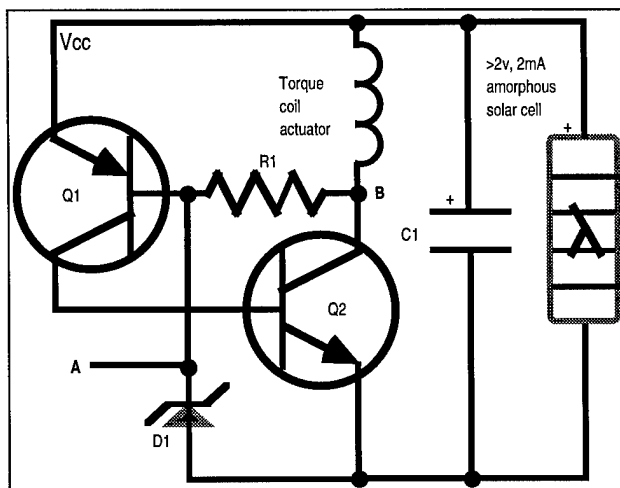 Vcc
Torque
coil
actuator
>2v, 2mA
amorphous
solar cell
+
R1
Q1
B
+
C1
λ
Q2
A
D1